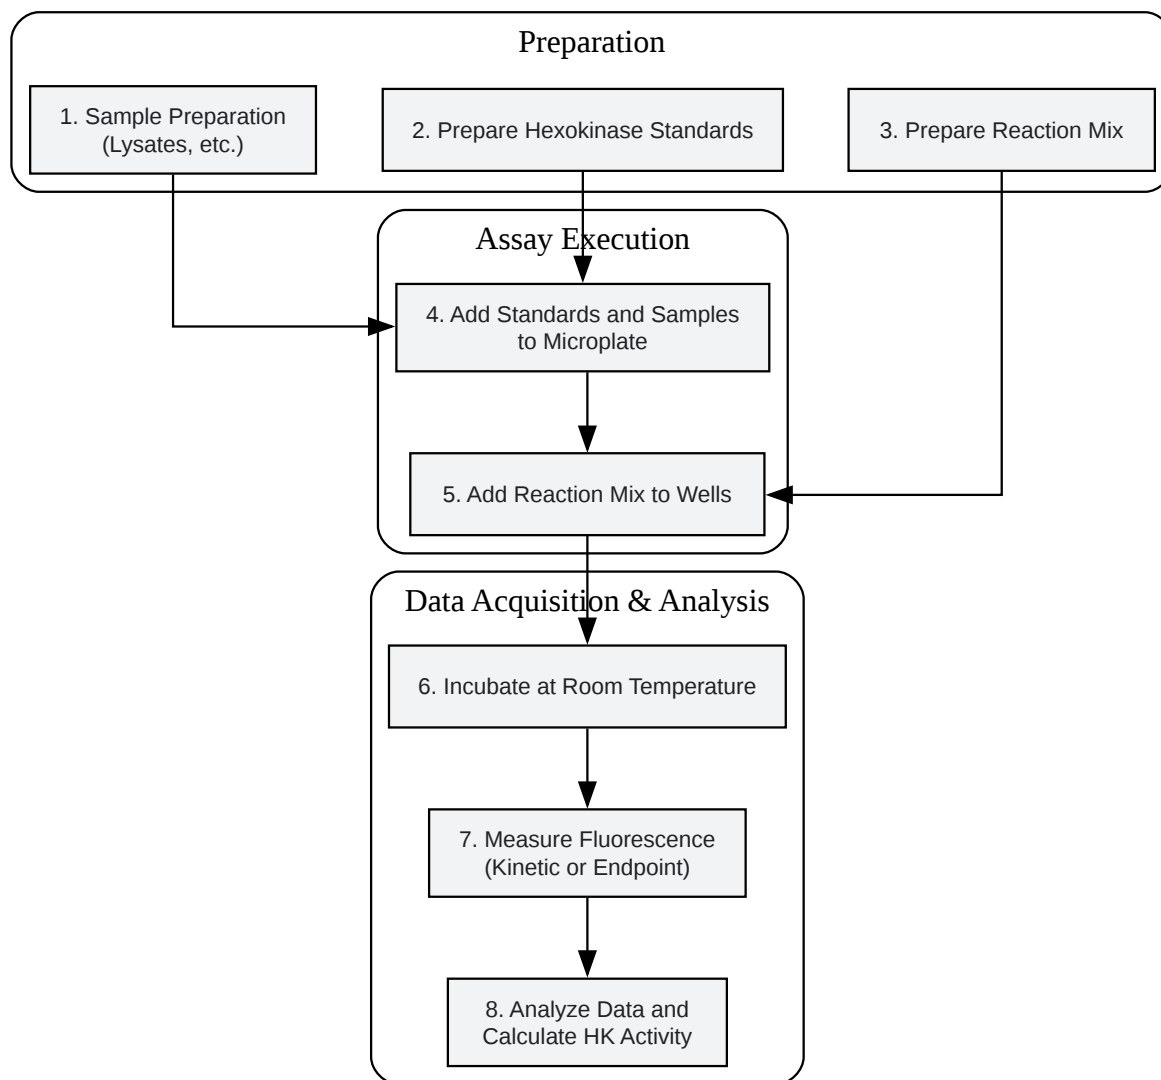 Preparation
1. Sample Preparation
(Lysates, etc.)
2. Prepare Hexokinase Standards
3. Prepare Reaction Mix
Assay Execution
4. Add Standards and Samples
to Microplate
5. Add Reaction Mix to Wells
Data Acquisition & Analysis
6. Incubate at Room Temperature
7. Measure Fluorescence
(Kinetic or Endpoint)
8. Analyze Data and
Calculate HK Activity